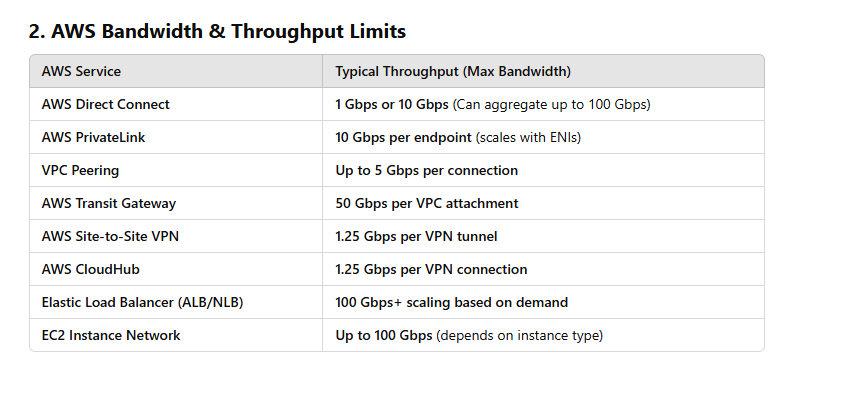 2. AWS Bandwidth & Throughput Limits
AWS Service Typical Throughput (Max Bandwidth)
AWS Direct Connect 1 Gbps or 10 Gbps (Can aggregate up to 100 Gbps)
AWS PrivateLink 10 Gbps per endpoint (scales with ENIs)
VPC Peering Up to 5 Gbps per connection
AWS Transit Gateway 50 Gbps per VPC attachment
AWS Site-to-Site VPN 1.25 Gbps per VPN tunnel
AWS CloudHub 1.25 Gbps per VPN connection
Elastic Load Balancer (ALB/NLB) 100 Gbps+ scaling based on demand
EC2 Instance Network Up to 100 Gbps (depends on instance type)